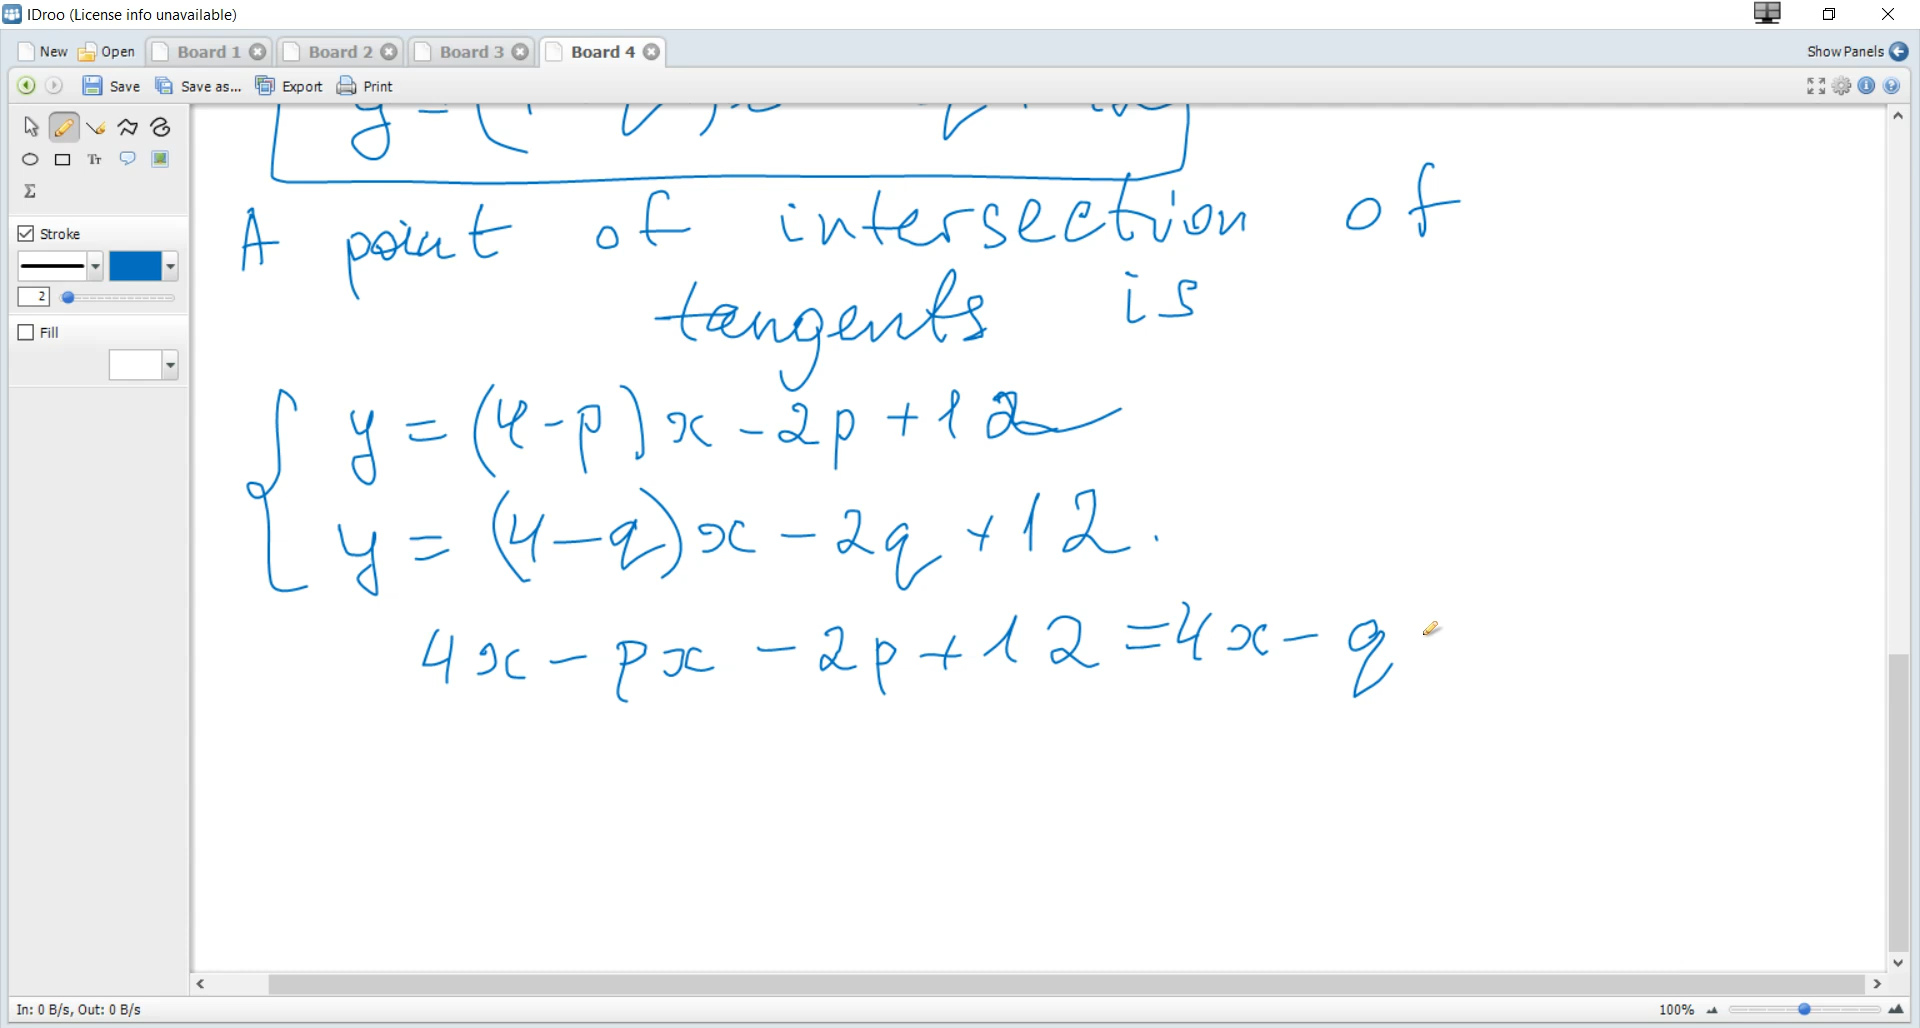 IDroo (License info unavailable)
New Open Board 1 Board 2 Board 3 Board 4 Show Panels
Save Save as... Export Print
A point of intersection of
tangents is
y = (4-p)x - 2p + 12
y = (4-q)x - 2q + 12.
4x - px - 2p + 12 = 4x - q
Tт
Σ
Stroke
2
Fill
In: 0 B/s, Out: 0 B/s 100%